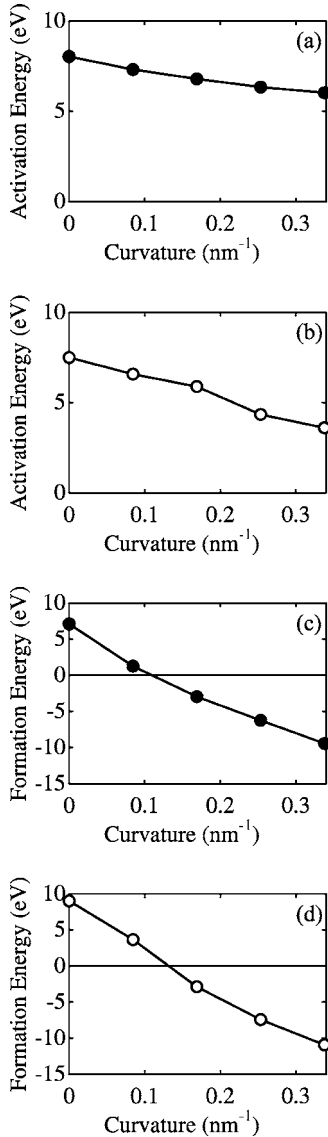 10
(a)
5
0
Activation Energy (eV)
0 0.1 0.2 0.3
Curvature (nm⁻¹)
10
(b)
5
0
Activation Energy (eV)
0 0.1 0.2 0.3
Curvature (nm⁻¹)
10
(c)
5
0
-5
-10
-15
Formation Energy (eV)
0 0.1 0.2 0.3
Curvature (nm⁻¹)
10
(d)
5
0
-5
-10
-15
Formation Energy (eV)
0 0.1 0.2 0.3
Curvature (nm⁻¹)